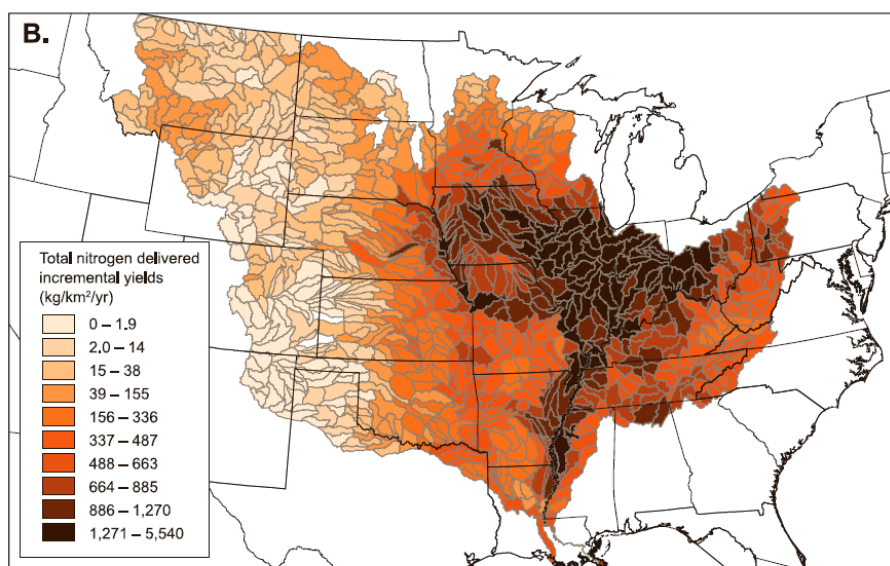 B.
Total nitrogen delivered
incremental yields
(kg/km²/yr)
0 – 1.9
2.0 – 14
15 – 38
39 – 155
156 – 336
337 – 487
488 – 663
664 – 885
886 – 1,270
1,271 – 5,540